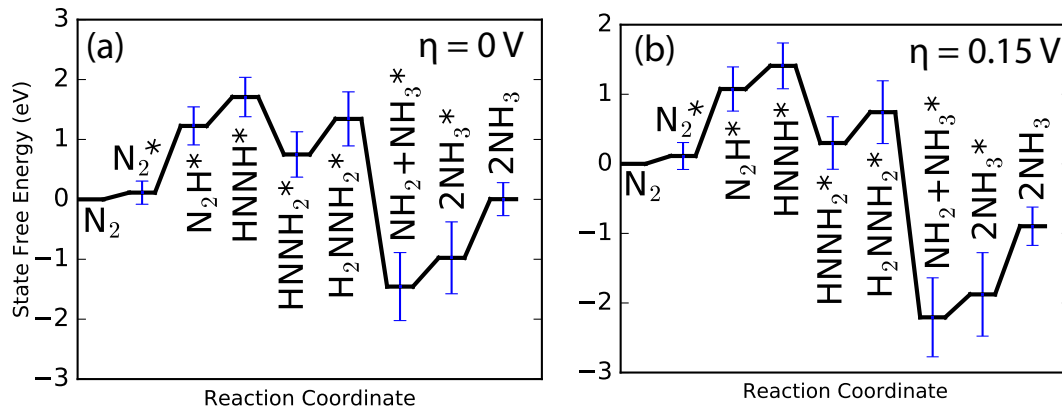 (a)
η = 0 V
State Free Energy (eV)
3
2
1
0
−1
−2
−3
N₂
N₂*
N₂H*
HNNH*
HNNH₂*
H₂NNH₂*
NH₂+NH₃*
2NH₃*
2NH₃
Reaction Coordinate
(b)
η = 0.15 V
2
1
0
−1
−2
−3
N₂
N₂*
N₂H*
HNNH*
HNNH₂*
H₂NNH₂*
NH₂+NH₃*
2NH₃*
2NH₃
Reaction Coordinate